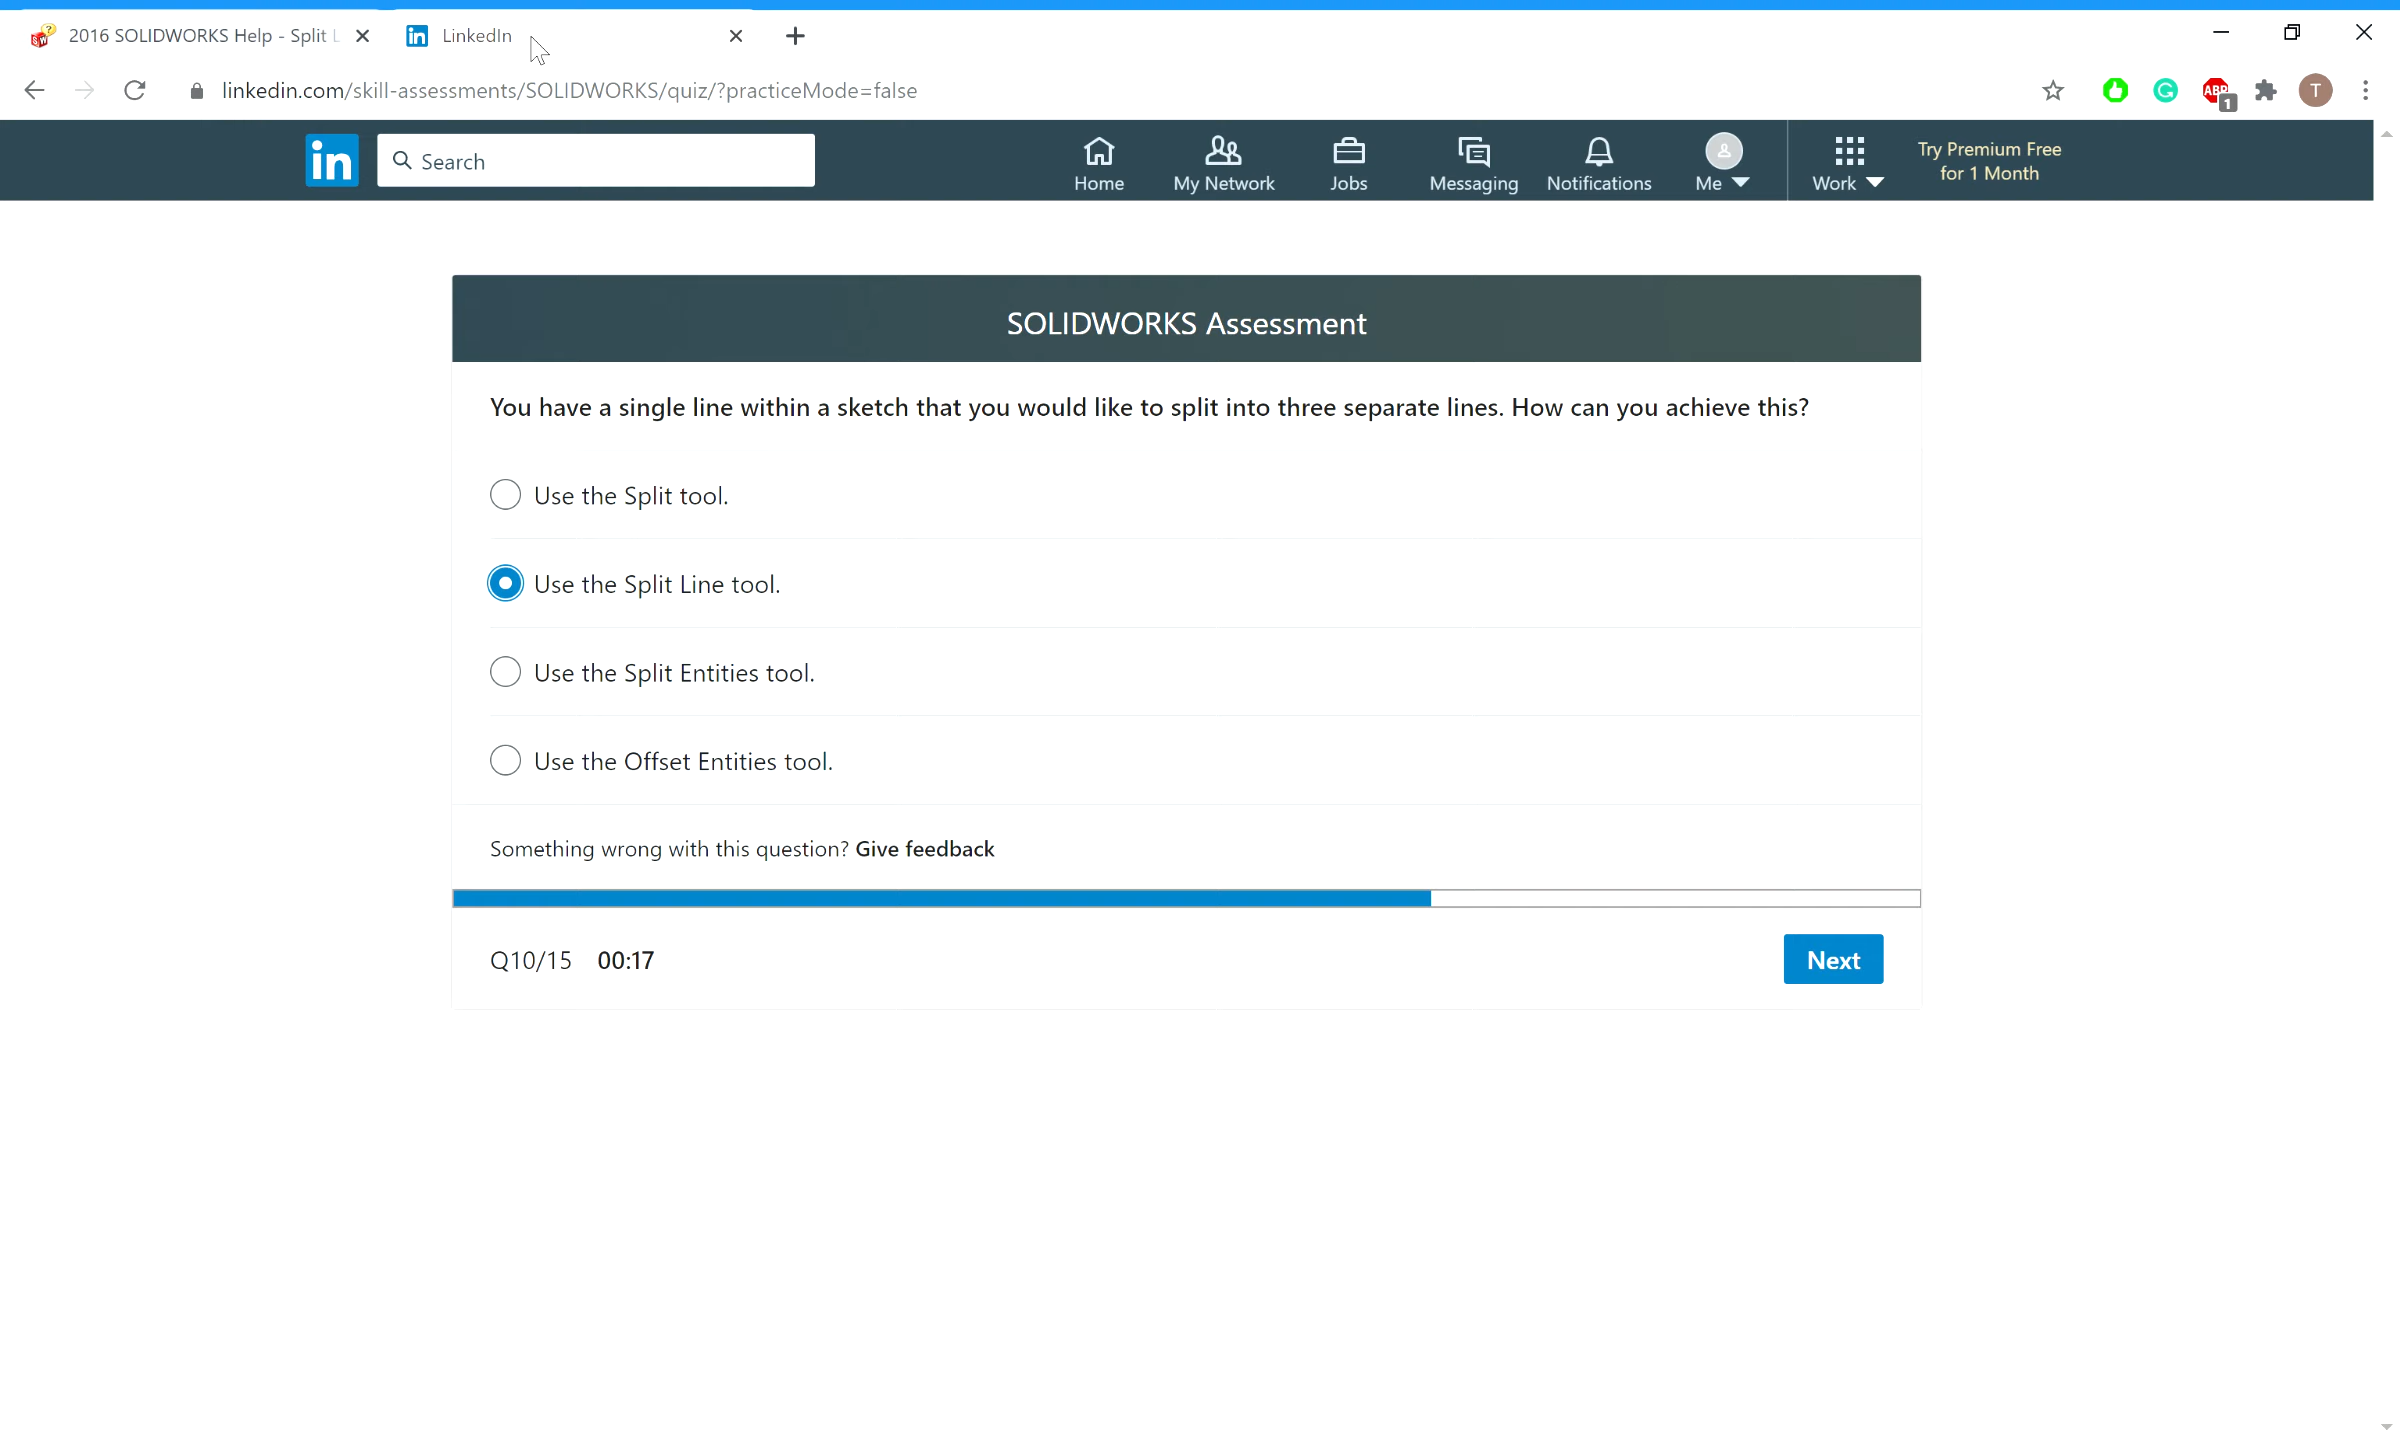 2016 SOLIDWORKS Help - Split L
LinkedIn
linkedin.com/skill-assessments/SOLIDWORKS/quiz/?practiceMode=false
ABP
1
T
in
Search
Home
My Network
Jobs
Messaging
Notifications
Me
Work
Try Premium Free
for 1 Month
SOLIDWORKS Assessment
You have a single line within a sketch that you would like to split into three separate lines. How can you achieve this?
Use the Split tool.
Use the Split Line tool.
Use the Split Entities tool.
Use the Offset Entities tool.
Something wrong with this question? Give feedback
Q10/15 00:17
Next